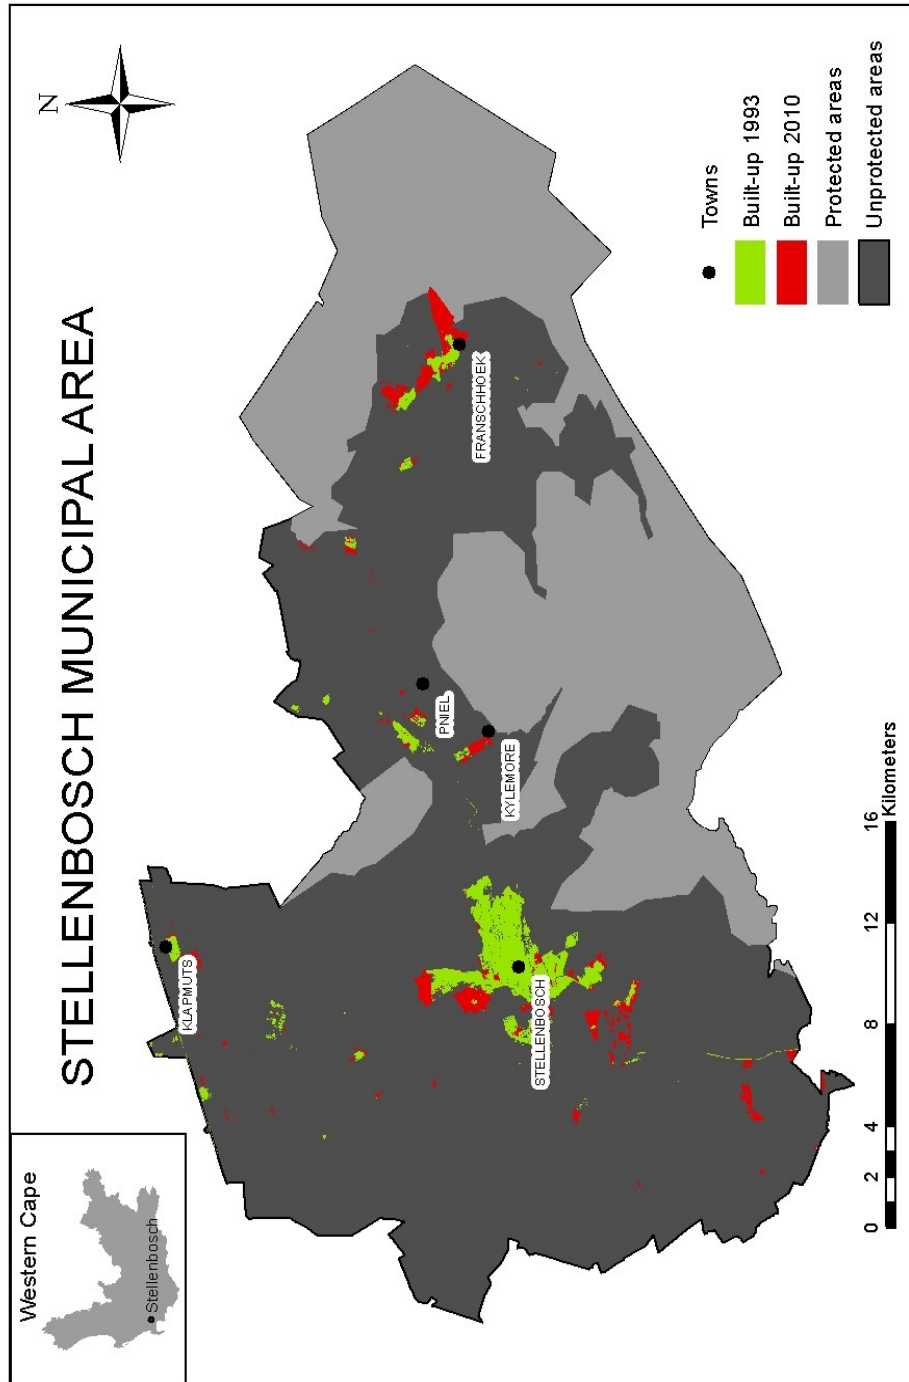 STELLENBOSCH MUNICIPAL AREA
N
Western Cape
Stellenbosch
KLAPMUTS
FRANSCHHOEK
PNIEL
KYLEMORE
STELLENBOSCH
Towns
Built-up 1993
Built-up 2010
Protected areas
Unprotected areas
0 2 4 8 12 16
Kilometers